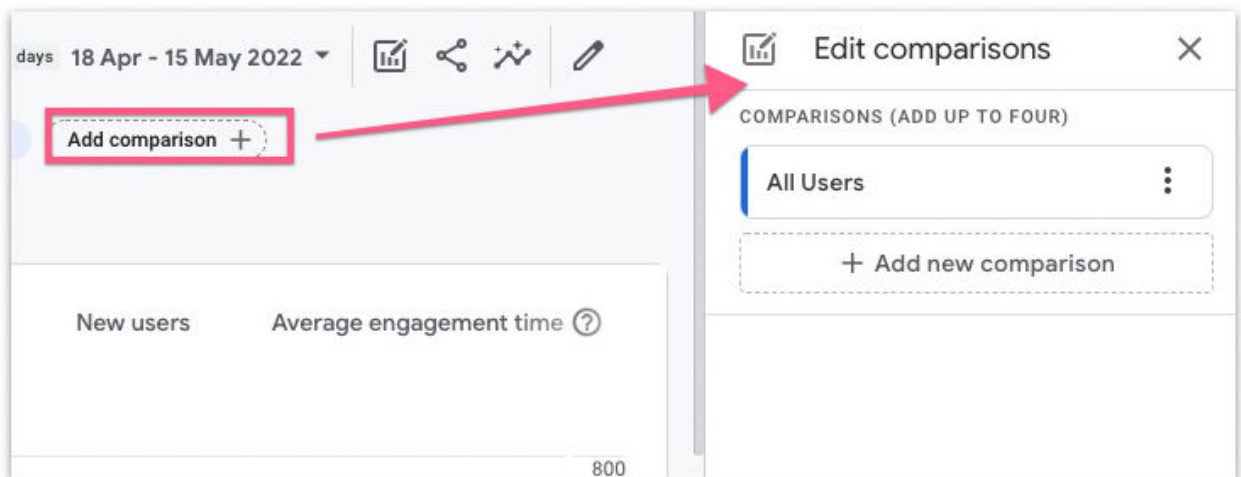 days 18 Apr - 15 May 2022
Add comparison +
New users
Average engagement time ?
800
Edit comparisons
COMPARISONS (ADD UP TO FOUR)
All Users
+ Add new comparison